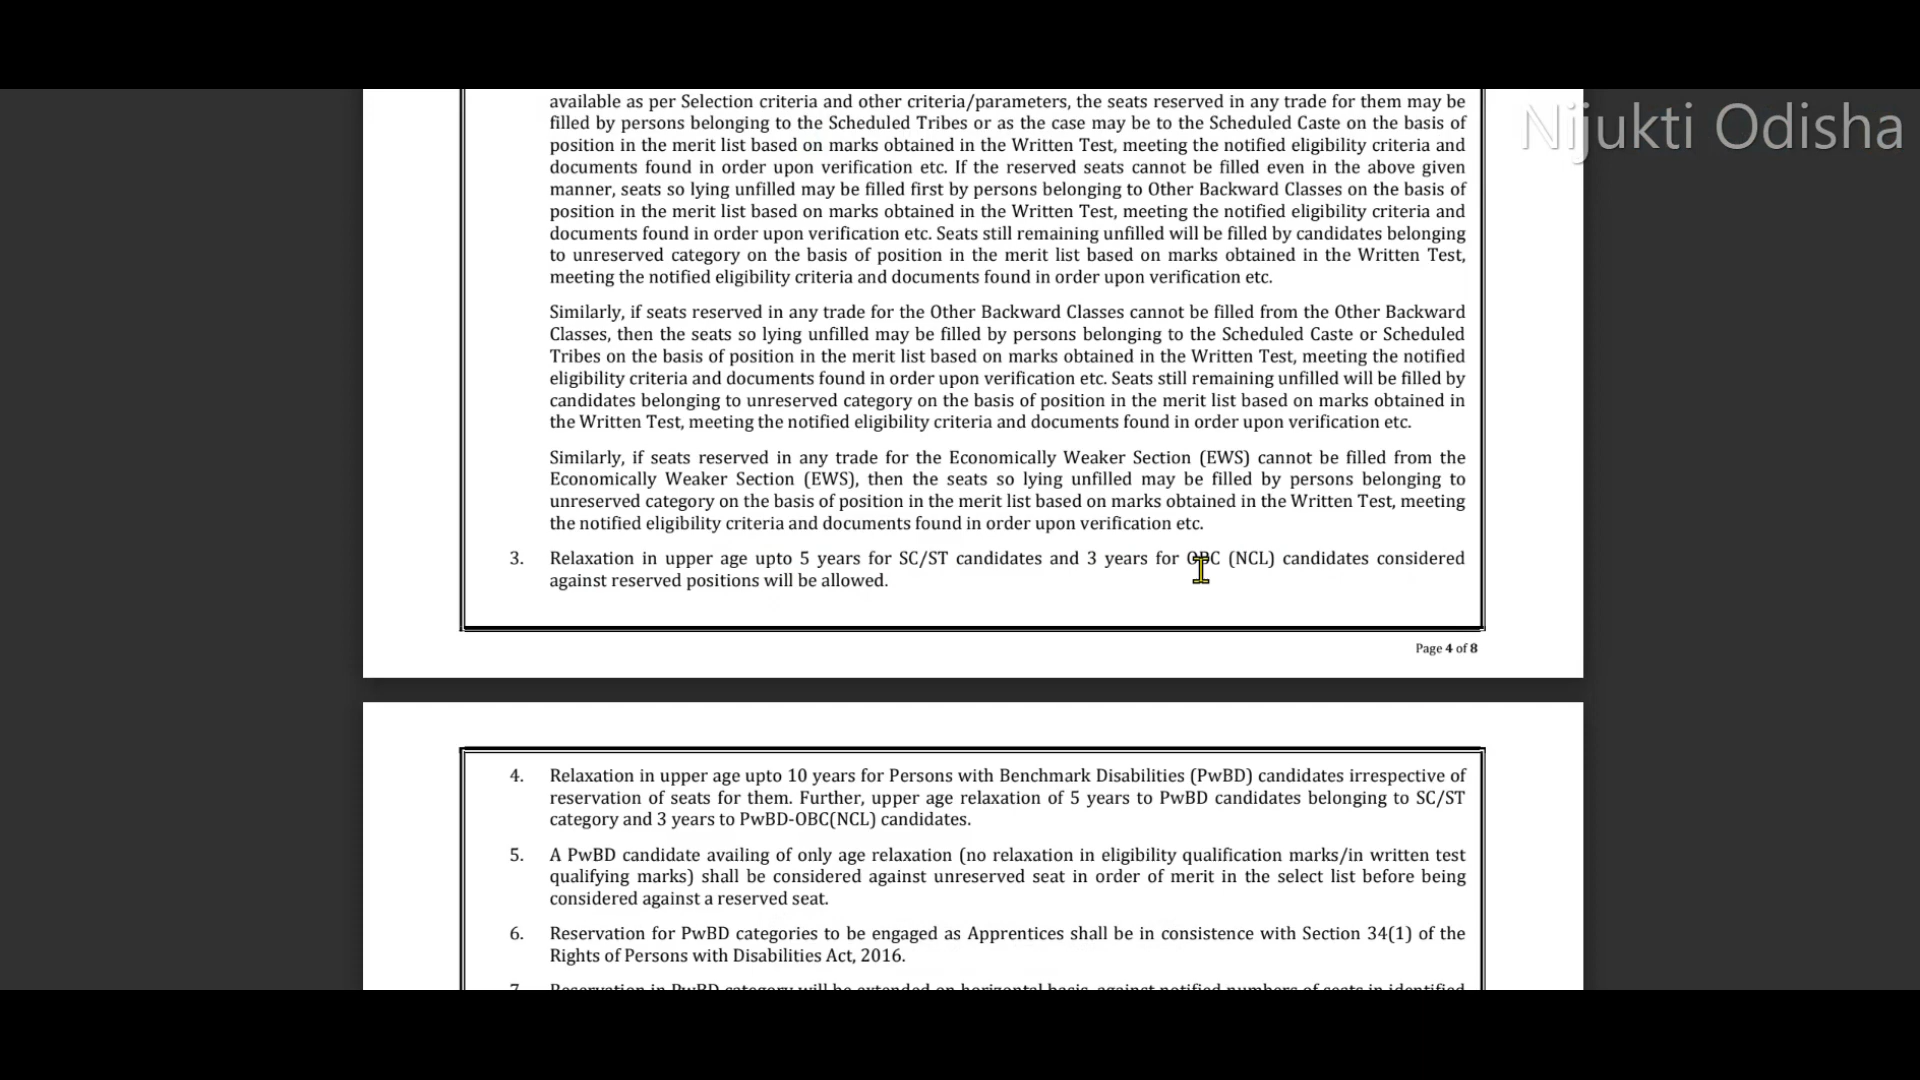 Nijukti Odisha
available as per Selection criteria and other criteria/parameters, the seats reserved in any trade for them may be
filled by persons belonging to the Scheduled Tribes or as the case may be to the Scheduled Caste on the basis of
position in the merit list based on marks obtained in the Written Test, meeting the notified eligibility criteria and
documents found in order upon verification etc. If the reserved seats cannot be filled even in the above given
manner, seats so lying unfilled may be filled first by persons belonging to Other Backward Classes on the basis of
position in the merit list based on marks obtained in the Written Test, meeting the notified eligibility criteria and
documents found in order upon verification etc. Seats still remaining unfilled will be filled by candidates belonging
to unreserved category on the basis of position in the merit list based on marks obtained in the Written Test,
meeting the notified eligibility criteria and documents found in order upon verification etc.
Similarly, if seats reserved in any trade for the Other Backward Classes cannot be filled from the Other Backward
Classes, then the seats so lying unfilled may be filled by persons belonging to the Scheduled Caste or Scheduled
Tribes on the basis of position in the merit list based on marks obtained in the Written Test, meeting the notified
eligibility criteria and documents found in order upon verification etc. Seats still remaining unfilled will be filled by
candidates belonging to unreserved category on the basis of position in the merit list based on marks obtained in
the Written Test, meeting the notified eligibility criteria and documents found in order upon verification etc.
Similarly, if seats reserved in any trade for the Economically Weaker Section (EWS) cannot be filled from the
Economically Weaker Section (EWS), then the seats so lying unfilled may be filled by persons belonging to
unreserved category on the basis of position in the merit list based on marks obtained in the Written Test, meeting
the notified eligibility criteria and documents found in order upon verification etc.
3. Relaxation in upper age upto 5 years for SC/ST candidates and 3 years for OBC (NCL) candidates considered
against reserved positions will be allowed.
Page 4 of 8
4. Relaxation in upper age upto 10 years for Persons with Benchmark Disabilities (PwBD) candidates irrespective of
reservation of seats for them. Further, upper age relaxation of 5 years to PwBD candidates belonging to SC/ST
category and 3 years to PwBD-OBC(NCL) candidates.
5. A PwBD candidate availing of only age relaxation (no relaxation in eligibility qualification marks/in written test
qualifying marks) shall be considered against unreserved seat in order of merit in the select list before being
considered against a reserved seat.
6. Reservation for PwBD categories to be engaged as Apprentices shall be in consistence with Section 34(1) of the
Rights of Persons with Disabilities Act, 2016.
7. Reservation in PwBD category will be extended on horizontal basis, against notified numbers of seats in identified